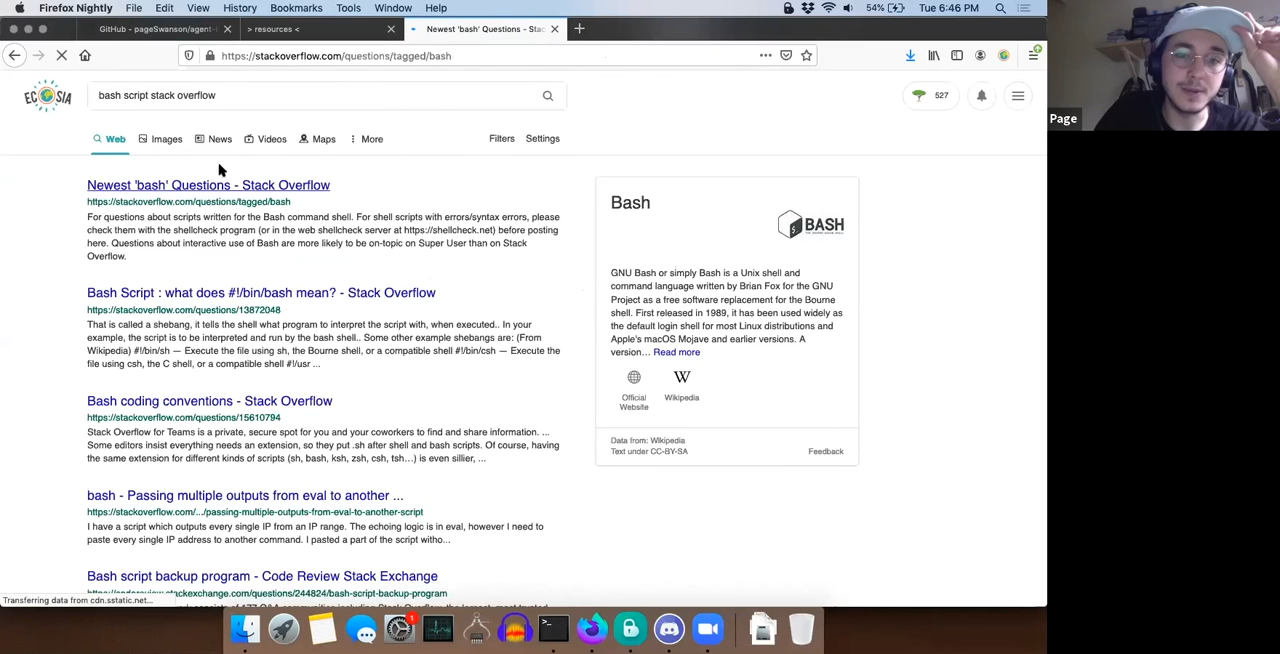 Firefox Nightly File Edit View History Bookmarks Tools Window Help 54% Tue 6:46 PM
GitHub - pageSwanson/agent- > resources < Newest 'bash' Questions - Stac
https://stackoverflow.com/questions/tagged/bash
ECOSIA
bash script stack overflow
527
Web Images News Videos Maps More Filters Settings
Newest 'bash' Questions - Stack Overflow
https://stackoverflow.com/questions/tagged/bash
For questions about scripts written for the Bash command shell. For shell scripts with errors/syntax errors, please
check them with the shellcheck program (or in the web shellcheck server at https://shellcheck.net) before posting
here. Questions about interactive use of Bash are more likely to be on-topic on Super User than on Stack
Overflow.
Bash Script : what does #!/bin/bash mean? - Stack Overflow
https://stackoverflow.com/questions/13872048
That is called a shebang, it tells the shell what program to interpret the script with, when executed.. In your
example, the script is to be interpreted and run by the bash shell.. Some other example shebangs are: (From
Wikipedia) #!/bin/sh — Execute the file using sh, the Bourne shell, or a compatible shell #!/bin/csh — Execute the
file using csh, the C shell, or a compatible shell #!/usr ...
Bash coding conventions - Stack Overflow
https://stackoverflow.com/questions/15610794
Stack Overflow for Teams is a private, secure spot for you and your coworkers to find and share information. ...
Some editors insist everything needs an extension, so they put .sh after shell and bash scripts. Of course, having
the same extension for different kinds of scripts (sh, bash, ksh, zsh, csh, tsh...) is even sillier, ...
bash - Passing multiple outputs from eval to another ...
https://stackoverflow.com/.../passing-multiple-outputs-from-eval-to-another-script
I have a script which outputs every single IP from an IP range. The echoing logic is in eval, however I need to
paste every single IP address to another command. I pasted a part of the script witho...
Bash script backup program - Code Review Stack Exchange
stackexchange.com/questions/244824/bash-script-backup-program
Transferring data from cdn.sstatic.net...
Bash
BASH
GNU Bash or simply Bash is a Unix shell and
command language written by Brian Fox for the GNU
Project as a free software replacement for the Bourne
shell. First released in 1989, it has been used widely as
the default login shell for most Linux distributions and
Apple's macOS Mojave and earlier versions. A
version... Read more
Official
Website
Wikipedia
Data from: Wikipedia
Text under CC-BY-SA
Feedback
1
Page